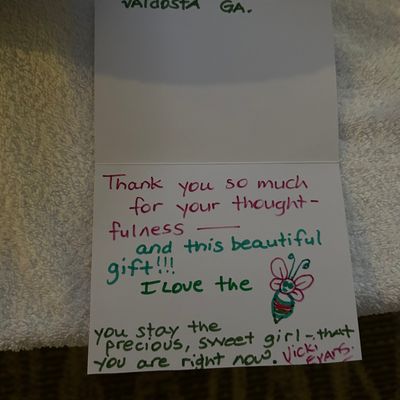 Valdosta GA.
Thank you so much
for your thought-
fulness —
and this beautiful
gift!!!
I Love the
you stay the
precious, sweet girl - that
you are right now. Vicki
Evans.